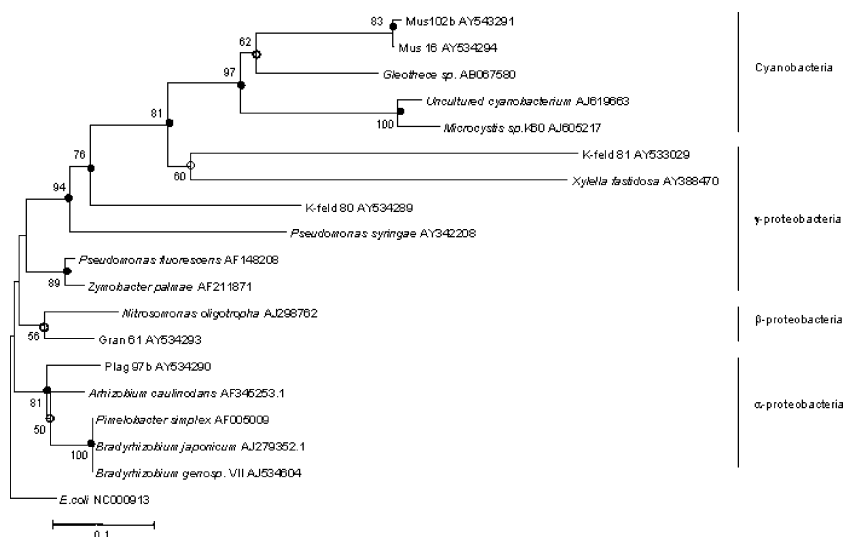 83
Mus102b AY543291
Mus 16 AY534294
62
Gleothece sp. AB067580
Cyanobacteria
97
Uncultured cyanobacterium AJ619663
100
Microcystis sp.K60 AJ605217
81
K-feld 81 AY533029
76
60
Xylella fastidosa AY388470
94
K-feld 80 AY534289
γ-proteobacteria
Pseudomonas syringae AY342208
Pseudomonas fluorescens AF148208
89
Zymobacter palmae AF211871
Nitrosomonas oligotropha AJ298762
β-proteobacteria
56
Gran 61 AY534293
Plag 97b AY534290
Arhizobium caulinodans AF345253.1
81
α-proteobacteria
Pimelobacter simplex AF005009
50
Bradyrhizobium japonicum AJ279352.1
100
Bradyrhizobium genosp. VII AJ534604
E.coli NC000913
0.1